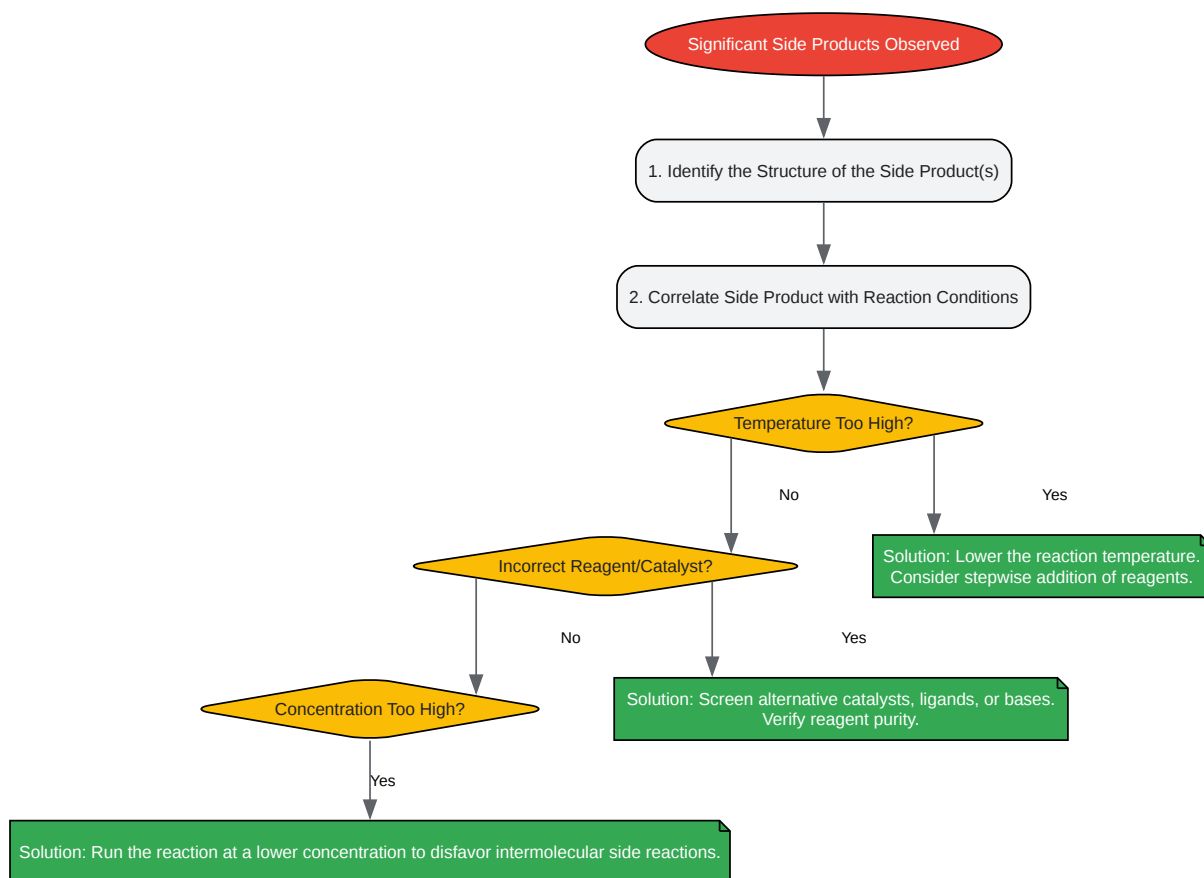 Significant Side Products Observed
1. Identify the Structure of the Side Product(s)
2. Correlate Side Product with Reaction Conditions
Temperature Too High?
No
Yes
Incorrect Reagent/Catalyst?
Solution: Lower the reaction temperature.
Consider stepwise addition of reagents.
No
Yes
Concentration Too High?
Solution: Screen alternative catalysts, ligands, or bases.
Verify reagent purity.
Yes
Solution: Run the reaction at a lower concentration to disfavor intermolecular side reactions.